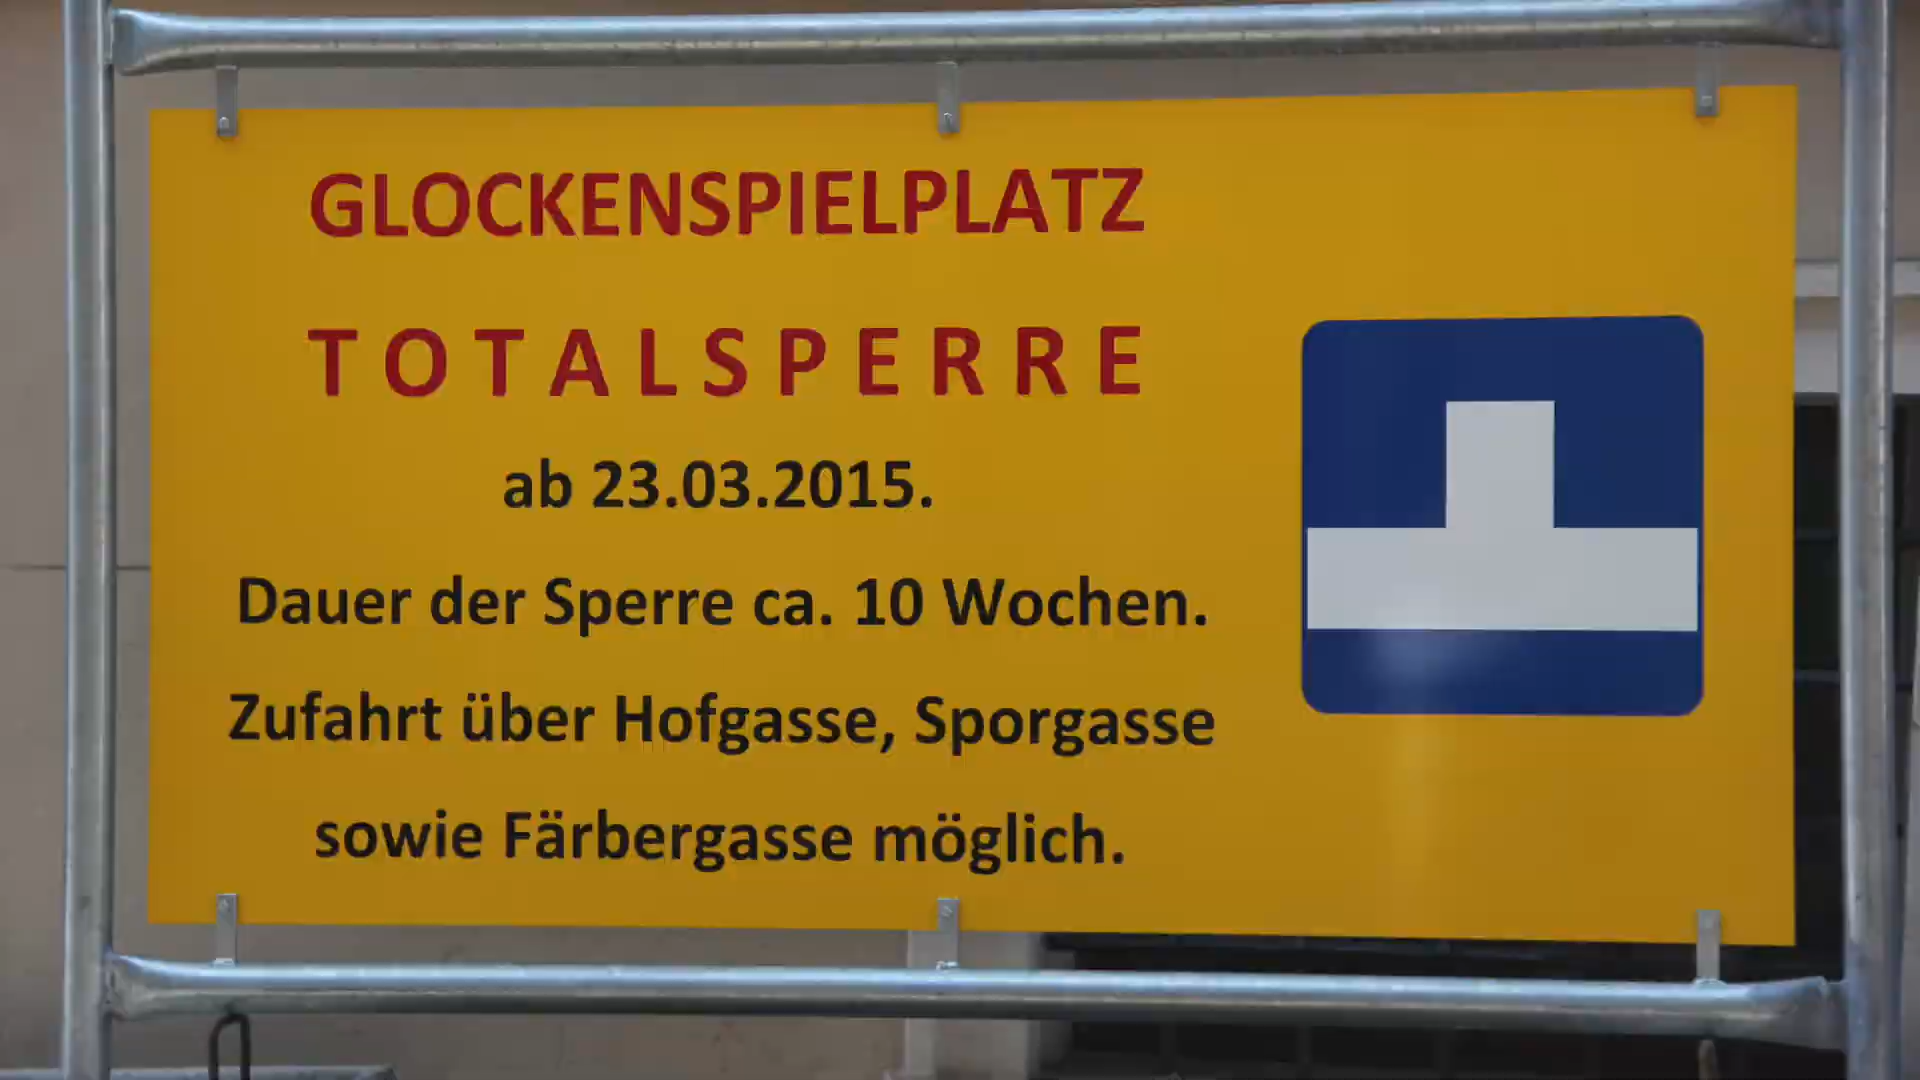 GLOCKENSPIELPLATZ
TOTALSPERRE
ab 23.03.2015.
Dauer der Sperre ca. 10 Wochen.
Zufahrt über Hofgasse, Sporgasse
sowie Färbergasse möglich.